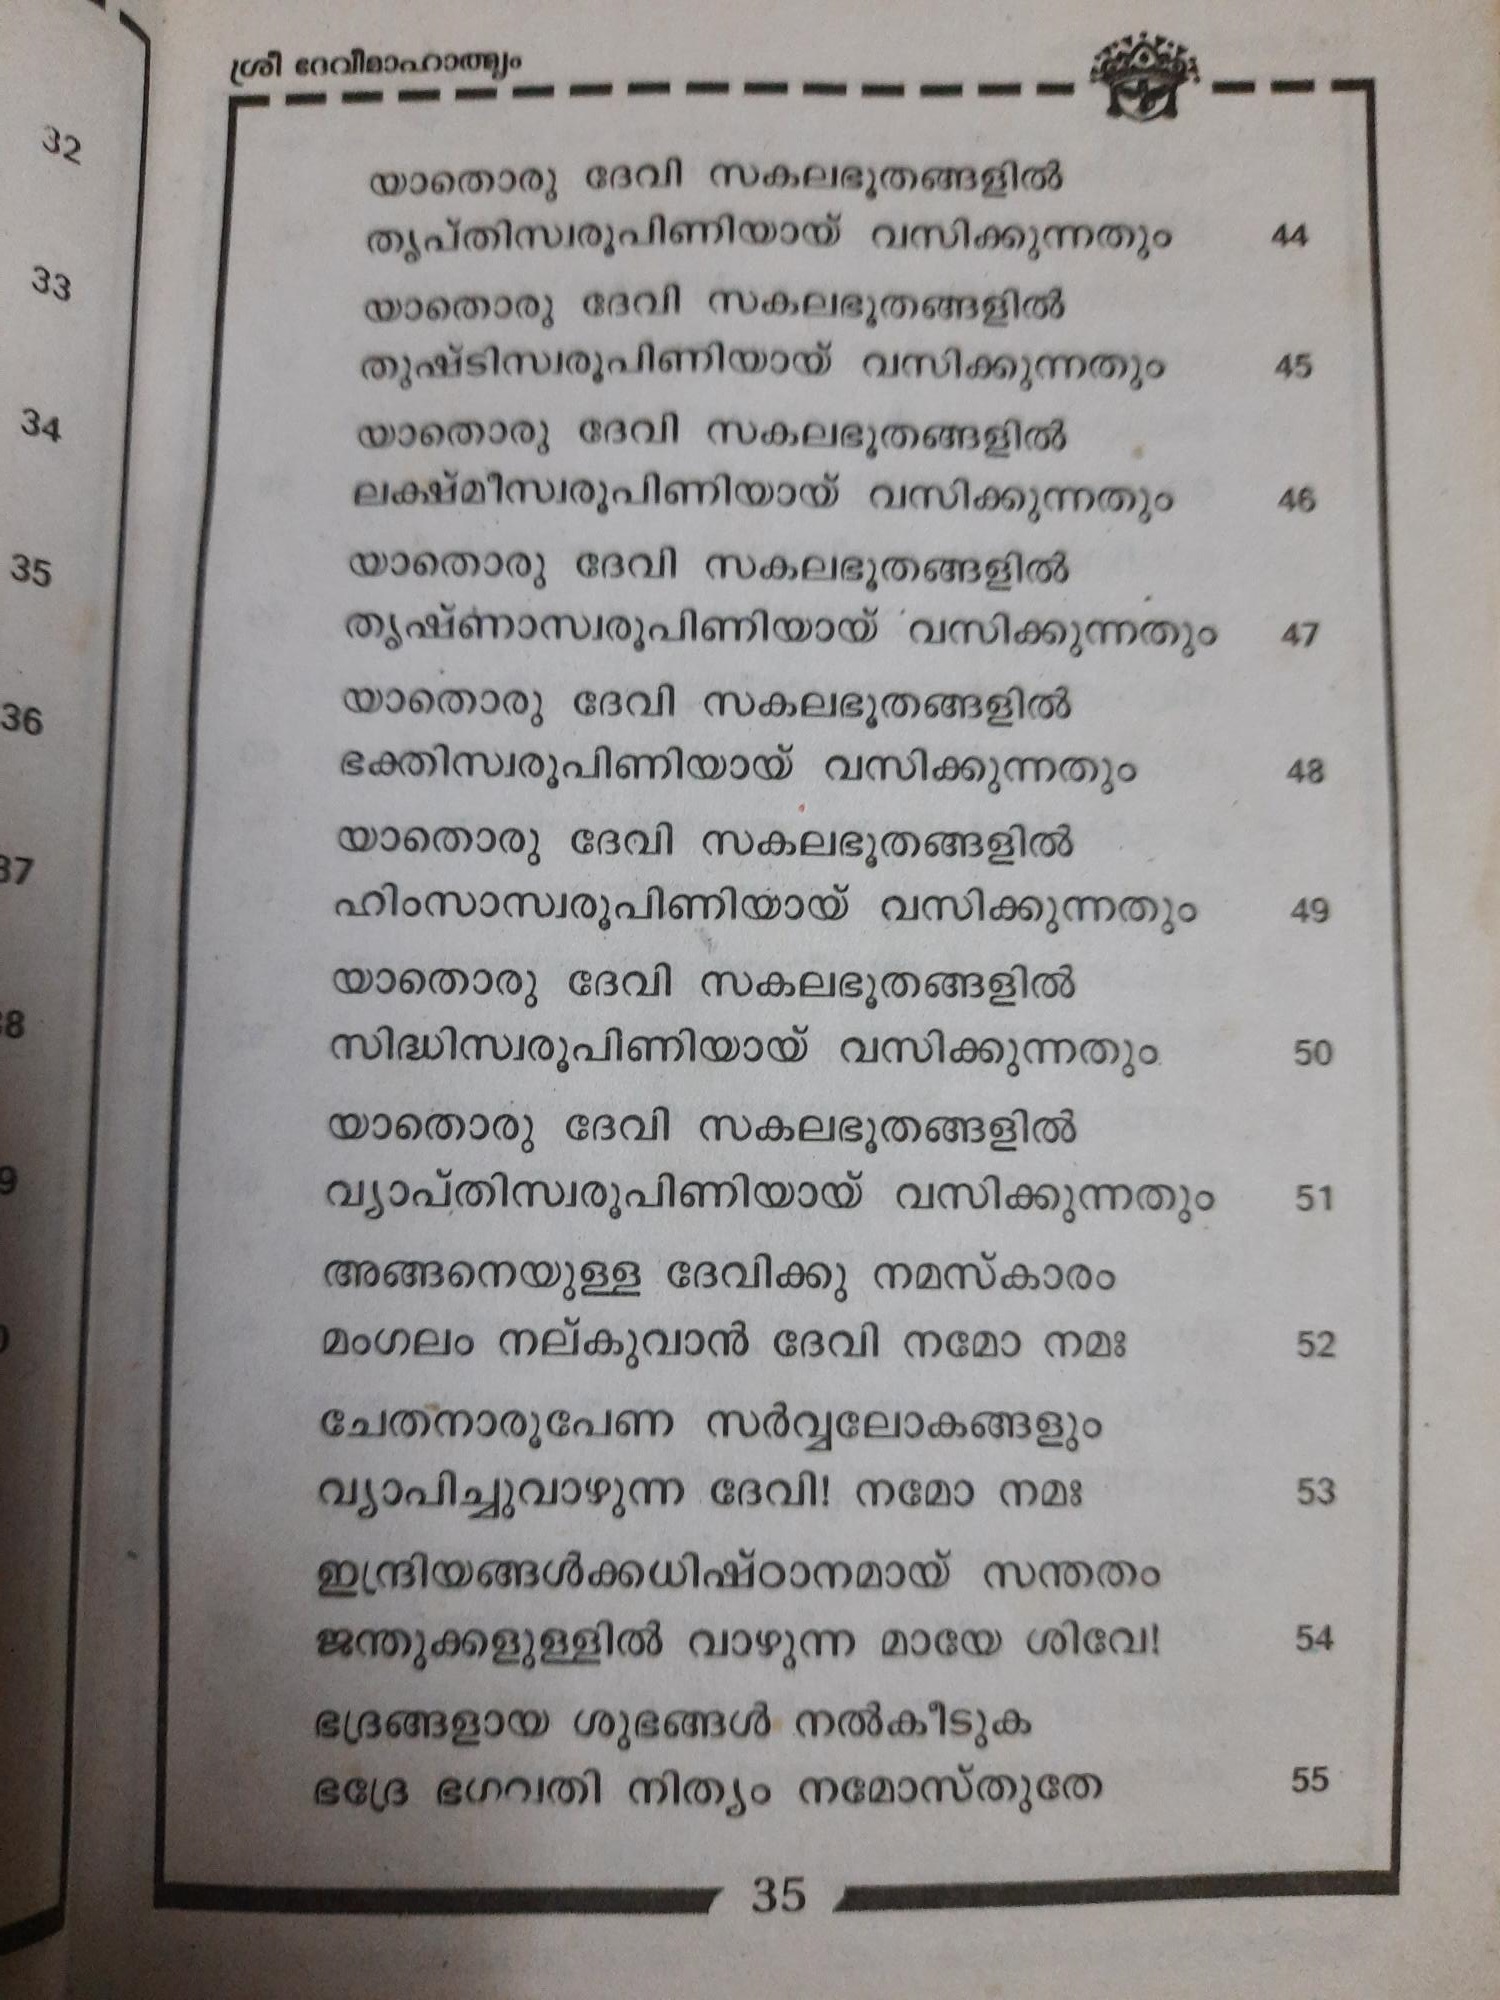 ശ്രീ ദേവീമാഹാത്മ്യം
32
33
34
35
36
37
38
യാതൊരു ദേവി സകലഭൂതങ്ങളിൽ
തൃപ്തിസ്വരൂപിണിയായ് വസിക്കുന്നതും 44
യാതൊരു ദേവി സകലഭൂതങ്ങളിൽ
തുഷ്ടിസ്വരൂപിണിയായ് വസിക്കുന്നതും 45
യാതൊരു ദേവി സകലഭൂതങ്ങളിൽ
ലക്ഷ്മീസ്വരൂപിണിയായ് വസിക്കുന്നതും 46
യാതൊരു ദേവി സകലഭൂതങ്ങളിൽ
തൃഷ്ണാസ്വരൂപിണിയായ് വസിക്കുന്നതും 47
യാതൊരു ദേവി സകലഭൂതങ്ങളിൽ
ഭക്തിസ്വരൂപിണിയായ് വസിക്കുന്നതും 48
യാതൊരു ദേവി സകലഭൂതങ്ങളിൽ
ഹിംസാസ്വരൂപിണിയായ് വസിക്കുന്നതും 49
യാതൊരു ദേവി സകലഭൂതങ്ങളിൽ
സിദ്ധിസ്വരൂപിണിയായ് വസിക്കുന്നതും 50
യാതൊരു ദേവി സകലഭൂതങ്ങളിൽ
വ്യാപ്തിസ്വരൂപിണിയായ് വസിക്കുന്നതും 51
അങ്ങനെയുള്ള ദേവിക്കു നമസ്കാരം
മംഗലം നല്കുവാൻ ദേവി നമോ നമഃ 52
ചേതനാരൂപേണ സർവ്വലോകങ്ങളും
വ്യാപിച്ചുവാഴുന്ന ദേവി! നമോ നമഃ 53
ഇന്ദ്രിയങ്ങൾക്കധിഷ്ഠാനമായ് സന്തതം
ജന്തുക്കളുള്ളിൽ വാഴുന്ന മായേ ശിവേ! 54
ഭദ്രങ്ങളായ ശുഭങ്ങൾ നൽകീടുക
ഭദ്രേ ഭഗവതി നിത്യം നമോസ്തുതേ 55
35